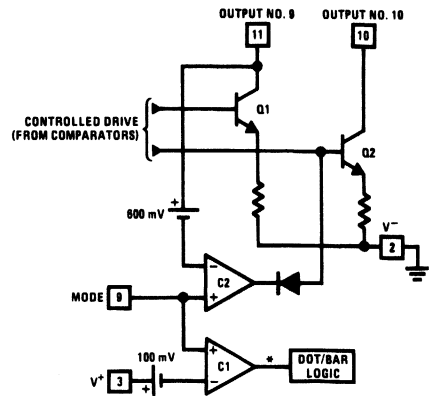 OUTPUT NO. 9
OUTPUT NO. 10
11
10
Q1
CONTROLLED DRIVE
(FROM COMPARATORS)
Q2
+
600 mV
V−
2
−
C2
+
MODE 9
100 mV
+
C1
*
DOT/BAR
LOGIC
V+ 3
+
−